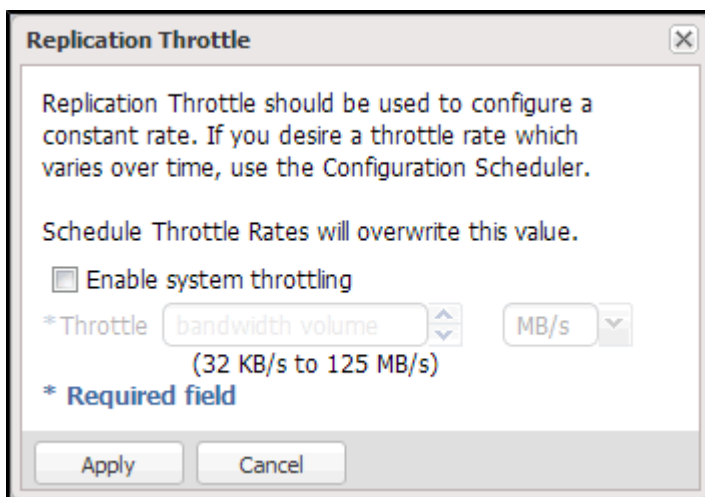 Replication Throttle
Replication Throttle should be used to configure a
constant rate. If you desire a throttle rate which
varies over time, use the Configuration Scheduler.
Schedule Throttle Rates will overwrite this value.
Enable system throttling
*Throttle bandwidth volume MB/s
(32 KB/s to 125 MB/s)
* Required field
Apply Cancel